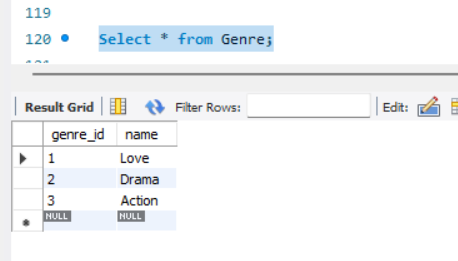 119
120 Select * from Genre;
Result Grid Filter Rows: Edit:
genre_id name
1 Love
2 Drama
3 Action
NULL NULL